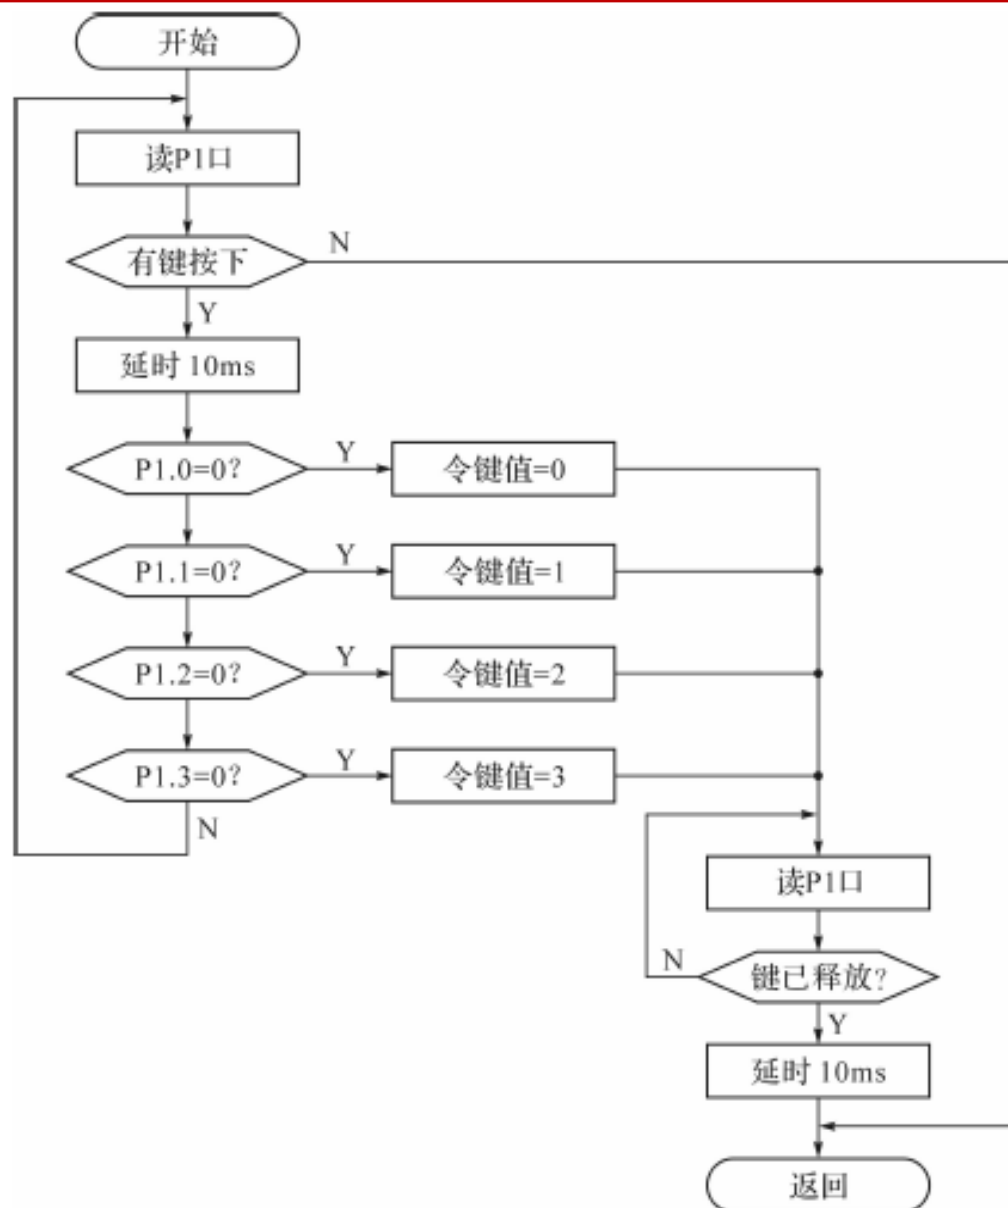 开始
读P1口
有键按下
N
Y
延时 10ms
P1.0=0?
Y
令键值=0
P1.1=0?
Y
令键值=1
P1.2=0?
Y
令键值=2
P1.3=0?
Y
令键值=3
N
读P1口
键已释放?
N
Y
延时 10ms
返回